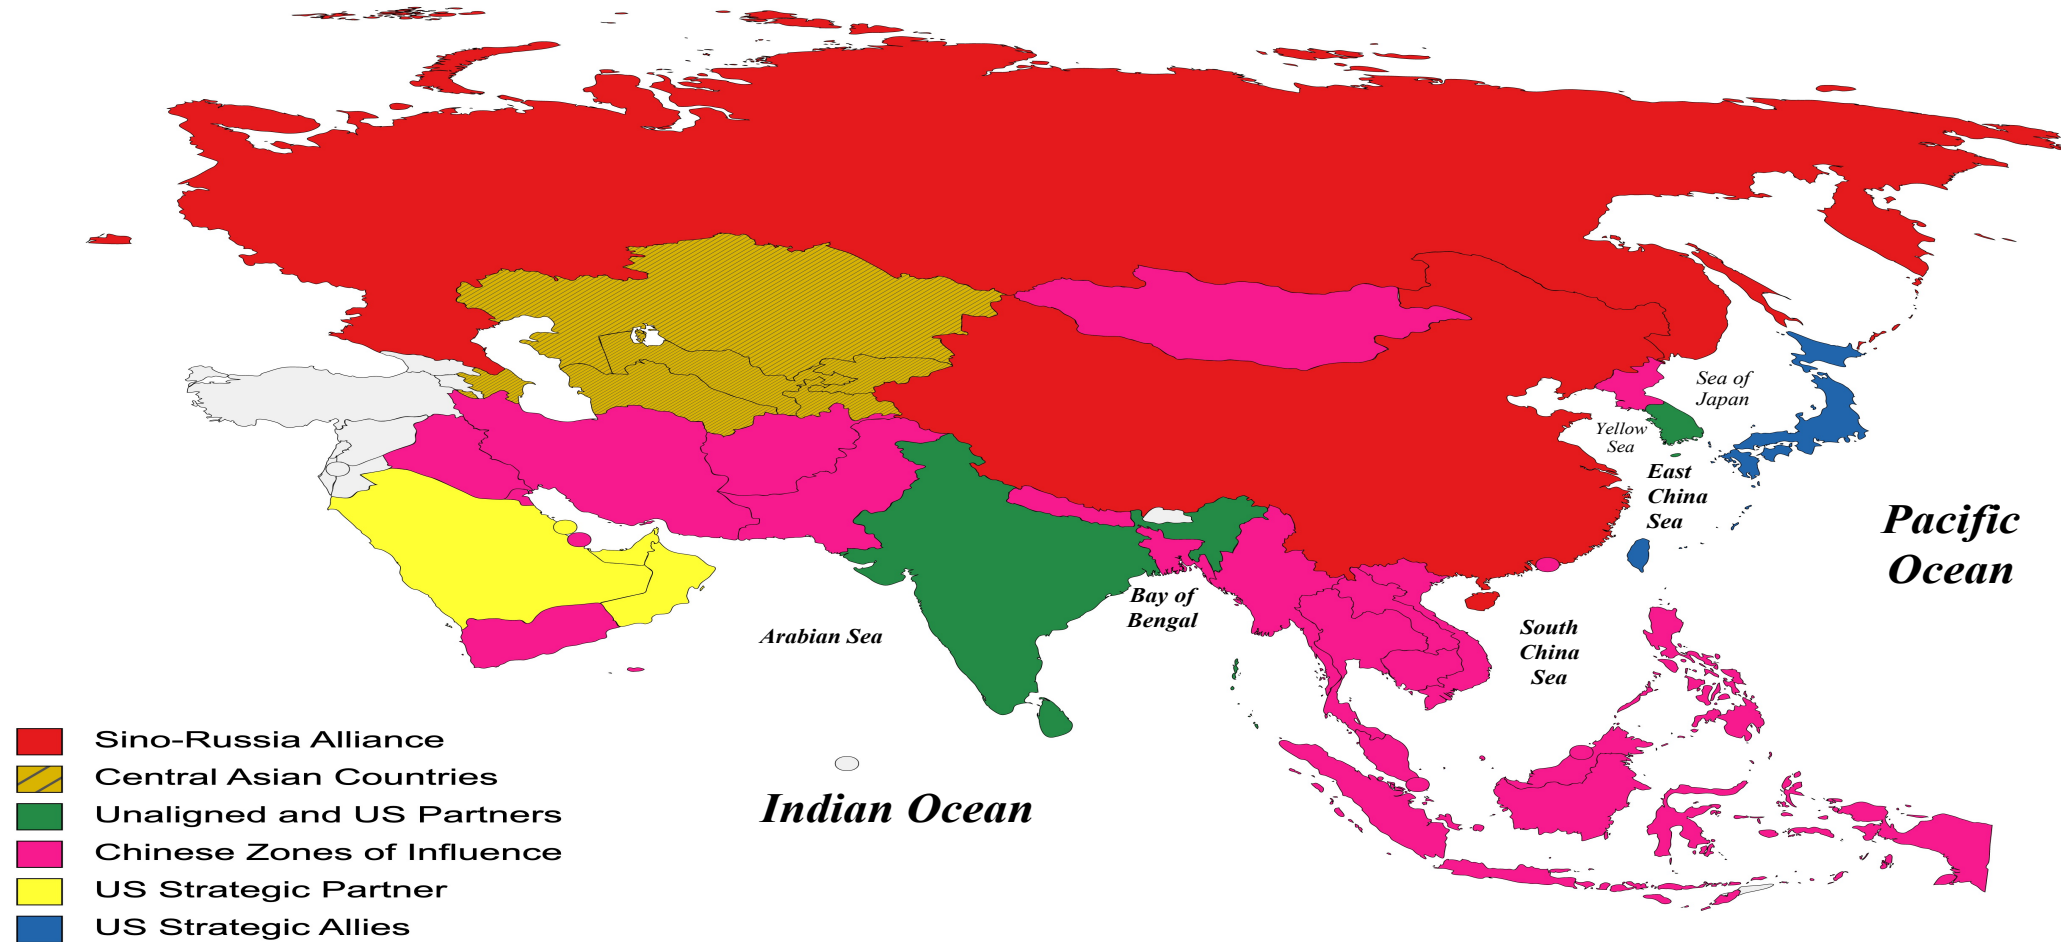 Sea of
Japan
Yellow
Sea
East
China
Sea
Pacific
Ocean
Bay of
Bengal
Arabian Sea
South
China
Sea
Indian Ocean
Sino-Russia Alliance
Central Asian Countries
Unaligned and US Partners
Chinese Zones of Influence
US Strategic Partner
US Strategic Allies